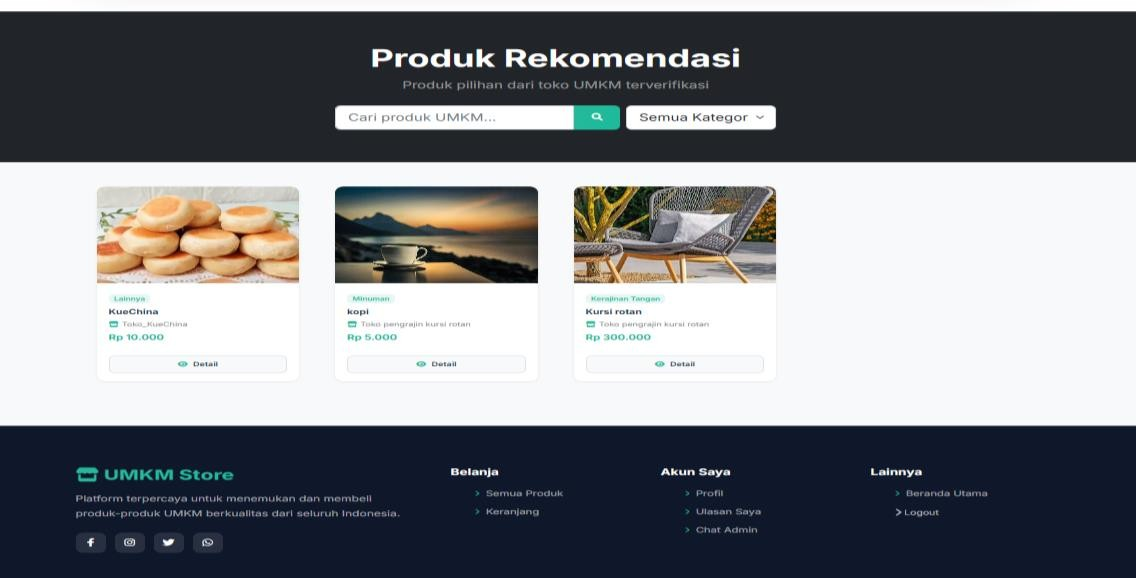 Produk Rekomendasi
Produk pilihan dari toko UMKM terverifikasi
Cari produk UMKM...
Semua Kategor
Lainnya
KueChina
Toko_KueChina
Rp 10.000
Detail
Minuman
kopi
Toko pengrajin kursi rotan
Rp 5.000
Detail
Kerajinan Tangan
Kursi rotan
Toko pengrajin kursi rotan
Rp 300.000
Detail
UMKM Store
Platform terpercaya untuk menemukan dan membeli
produk-produk UMKM berkualitas dari seluruh Indonesia.
Belanja
> Semua Produk
> Keranjang
Akun Saya
> Profil
> Ulasan Saya
> Chat Admin
Lainnya
> Beranda Utama
> Logout